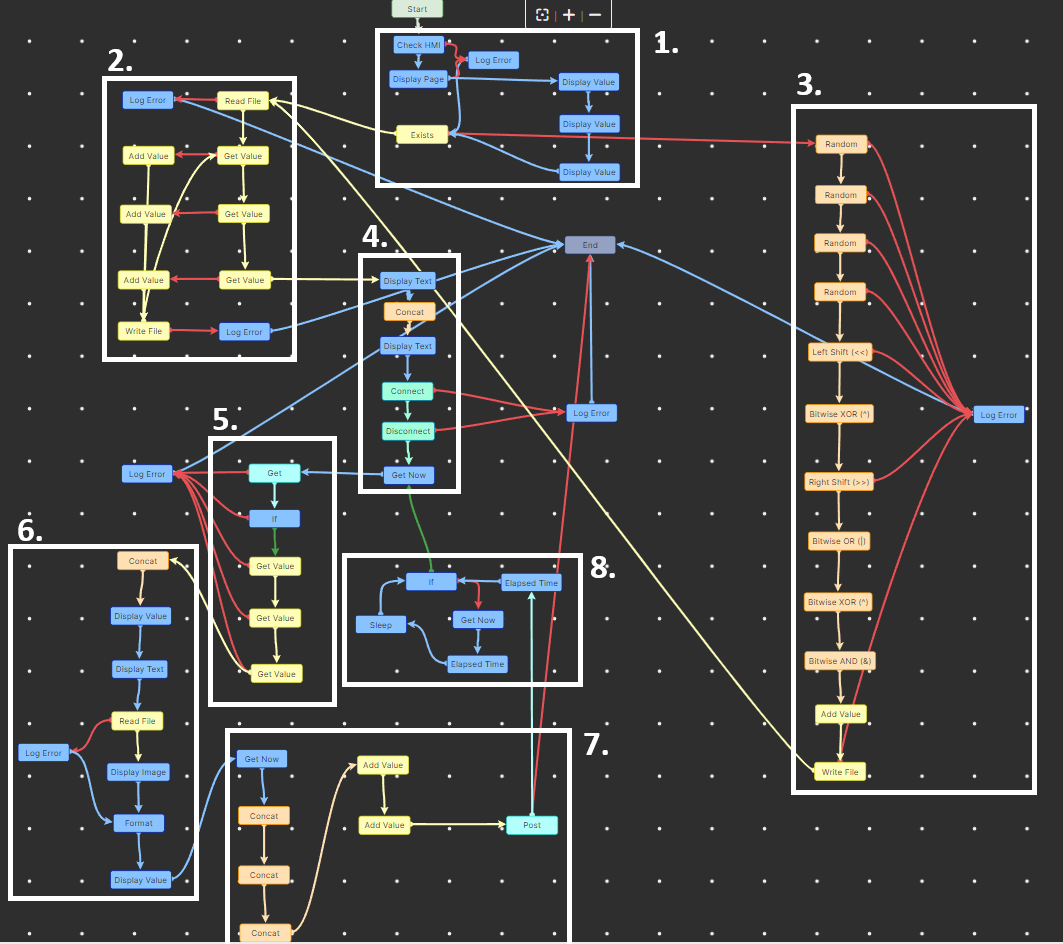 Start
1.
Check HMI
Log Error
Display Page
Display Value
Display Value
Exists
Display Value
2.
Log Error
Read File
Add Value
Get Value
Add Value
Get Value
Add Value
Get Value
Write File
Log Error
End
3.
Random
Random
Random
Random
Left Shift (<<)
Bitwise XOR (^)
Log Error
Right Shift (>>)
Bitwise OR (|)
Bitwise XOR (^)
Bitwise AND (&)
Add Value
Write File
4.
Display Text
Concat
Display Text
Connect
Log Error
Disconnect
Get Now
5.
Log Error
Get
If
Get Value
Get Value
Get Value
6.
Concat
Display Value
Display Text
Read File
Log Error
Display Image
Format
Display Value
8.
If
Elapsed Time
Sleep
Get Now
Elapsed Time
7.
Get Now
Add Value
Concat
Add Value
Post
Concat
Concat